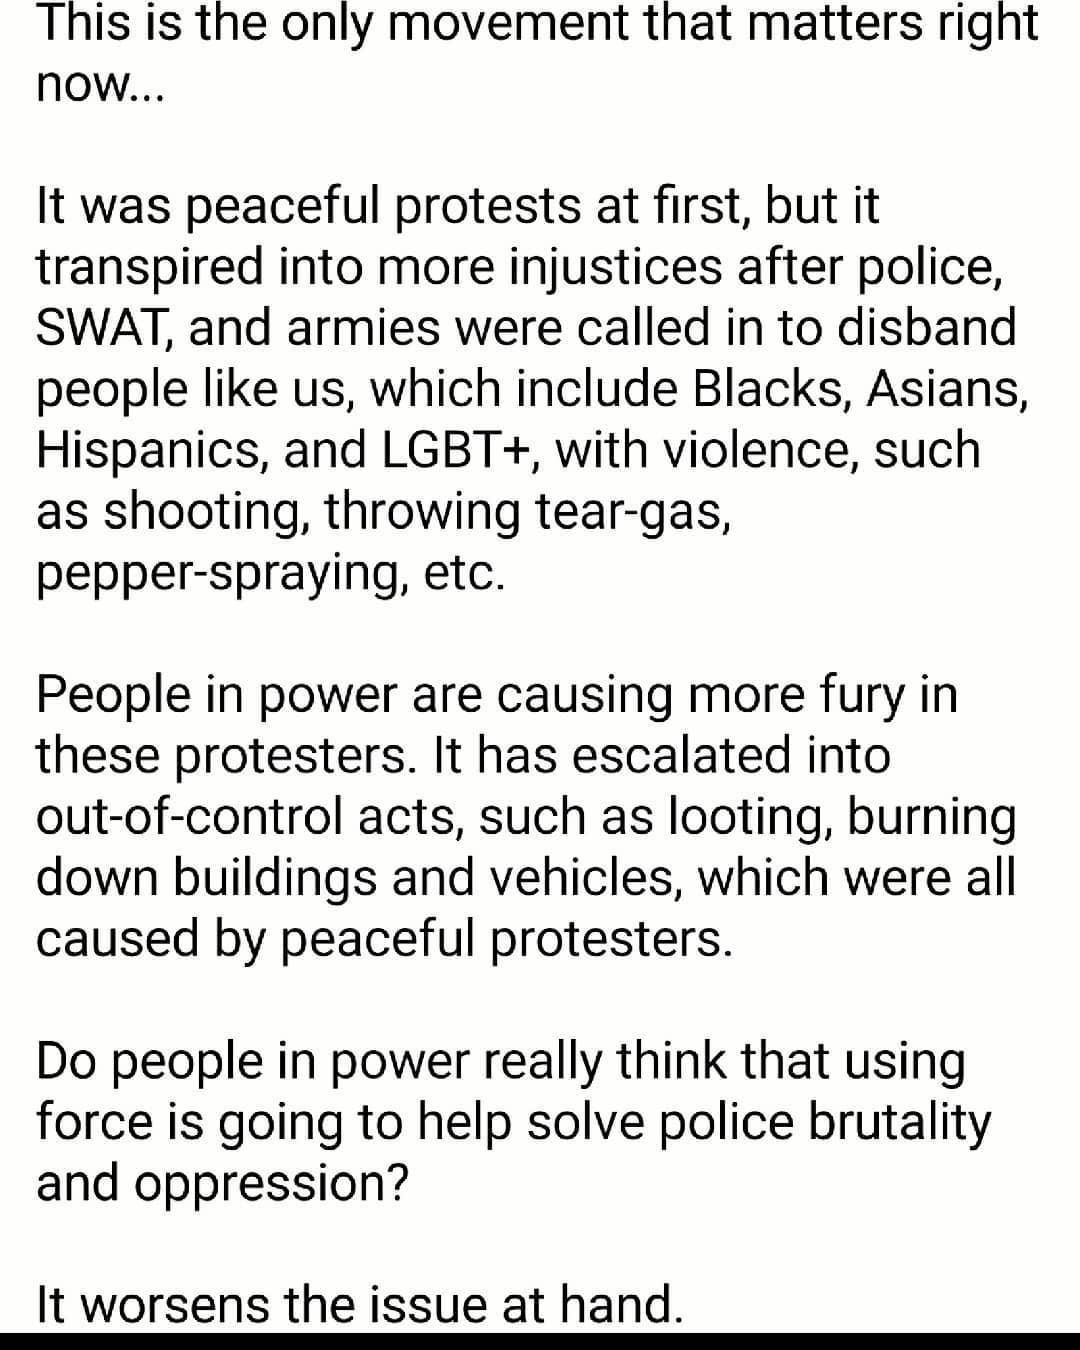 This is the only movement that matters right
now...
It was peaceful protests at first, but it
transpired into more injustices after police,
SWAT, and armies were called in to disband
people like us, which include Blacks, Asians,
Hispanics, and LGBT+, with violence, such
as shooting, throwing tear-gas,
pepper-spraying, etc.
People in power are causing more fury in
these protesters. It has escalated into
out-of-control acts, such as looting, burning
down buildings and vehicles, which were all
caused by peaceful protesters.
Do people in power really think that using
force is going to help solve police brutality
and oppression?
It worsens the issue at hand.